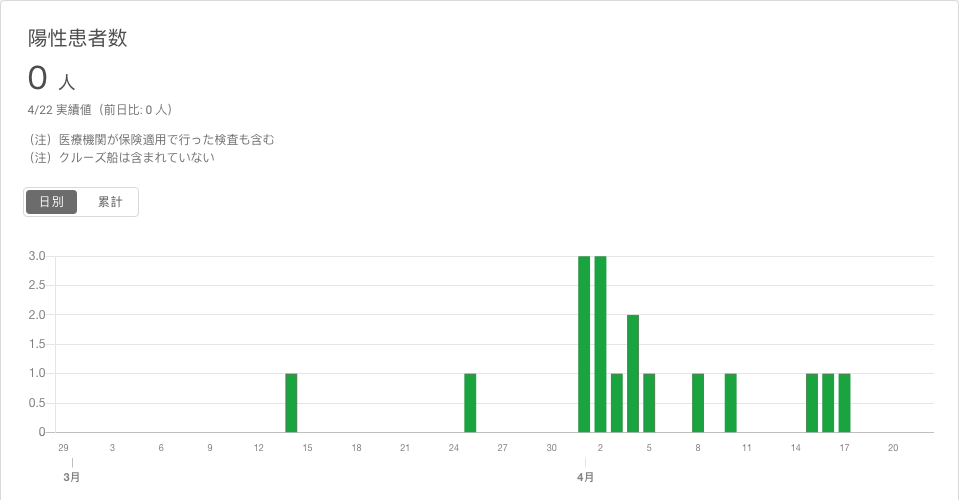 陽性患者数
0 人
4/22 実績値（前日比: 0 人）
（注）医療機関が保険適用で行った検査も含む
（注）クルーズ船は含まれていない
日別 累計
3.0
2.5
2.0
1.5
1.0
0.5
0
29 3 6 9 12 15 18 21 24 27 30 2 5 8 11 14 17 20
3月 4月